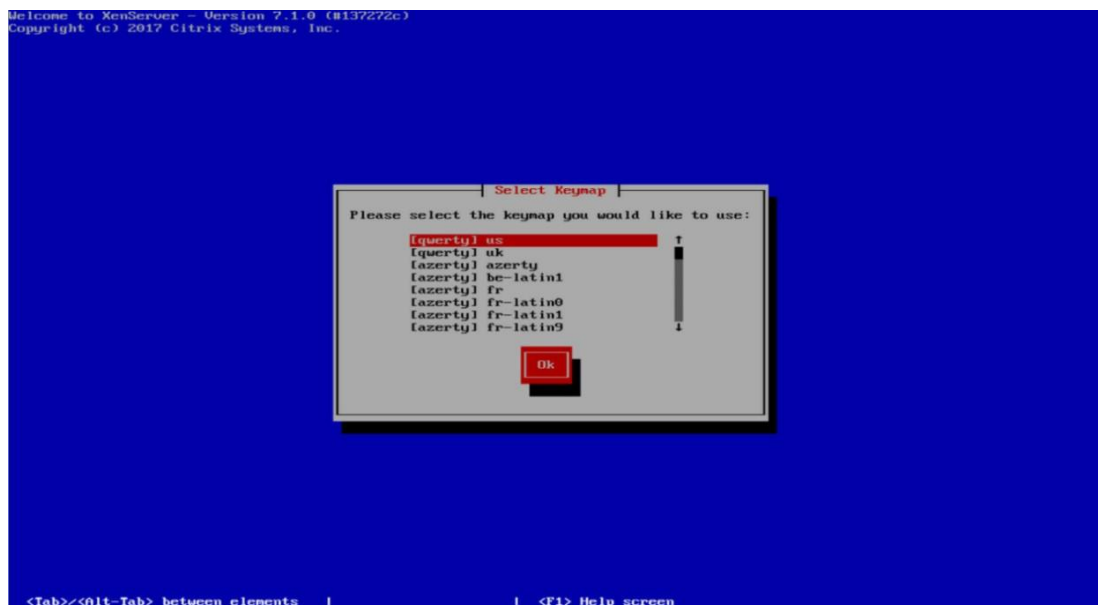 Welcome to XenServer - Version 7.1.0 (#137272c)
Copyright (c) 2017 Citrix Systems, Inc.
Select Keymap
Please select the keymap you would like to use:
[qwerty] us
[qwerty] uk
[azerty] azerty
[azerty] be-latin1
[azerty] fr
[azerty] fr-latin0
[azerty] fr-latin1
[azerty] fr-latin9
Ok
<Tab>/<Alt-Tab> between elements | | <F1> Help screen